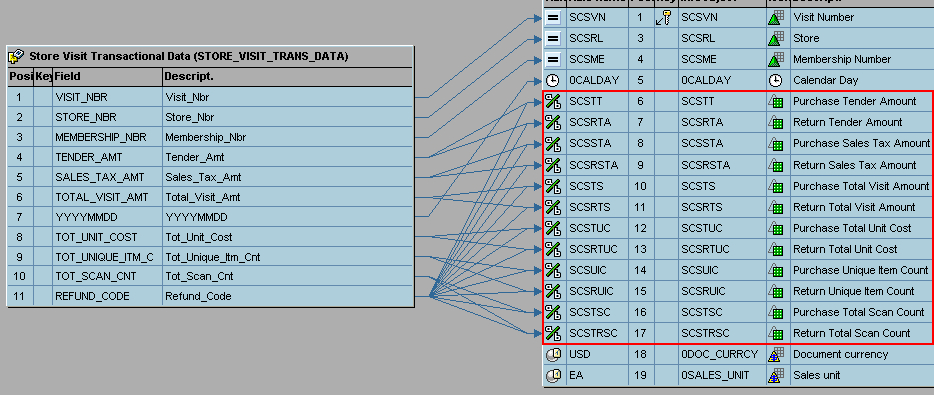 Store Visit Transactional Data (STORE_VISIT_TRANS_DATA)
Posi Key Field Descript.
1 VISIT_NBR Visit_Nbr
2 STORE_NBR Store_Nbr
3 MEMBERSHIP_NBR Membership_Nbr
4 TENDER_AMT Tender_Amt
5 SALES_TAX_AMT Sales_Tax_Amt
6 TOTAL_VISIT_AMT Total_Visit_Amt
7 YYYYMMDD YYYYMMDD
8 TOT_UNIT_COST Tot_Unit_Cost
9 TOT_UNIQUE_ITM_C Tot_Unique_Itm_Cnt
10 TOT_SCAN_CNT Tot_Scan_Cnt
11 REFUND_CODE Refund_Code
SCSVN 1 SCSVN Visit Number
SCSRL 3 SCSRL Store
SCSME 4 SCSME Membership Number
0CALDAY 5 0CALDAY Calendar Day
SCSTT 6 SCSTT Purchase Tender Amount
SCSRTA 7 SCSRTA Return Tender Amount
SCSSTA 8 SCSSTA Purchase Sales Tax Amount
SCSRSTA 9 SCSRSTA Return Sales Tax Amount
SCSTS 10 SCSTS Purchase Total Visit Amount
SCSRTS 11 SCSRTS Return Total Visit Amount
SCSTUC 12 SCSTUC Purchase Total Unit Cost
SCSRTUC 13 SCSRTUC Return Total Unit Cost
SCSUIC 14 SCSUIC Purchase Unique Item Count
SCSRUIC 15 SCSRUIC Return Unique Item Count
SCSTSC 16 SCSTSC Purchase Total Scan Count
SCSTRSC 17 SCSTRSC Return Total Scan Count
USD 18 0DOC_CURRCY Document currency
EA 19 0SALES_UNIT Sales unit